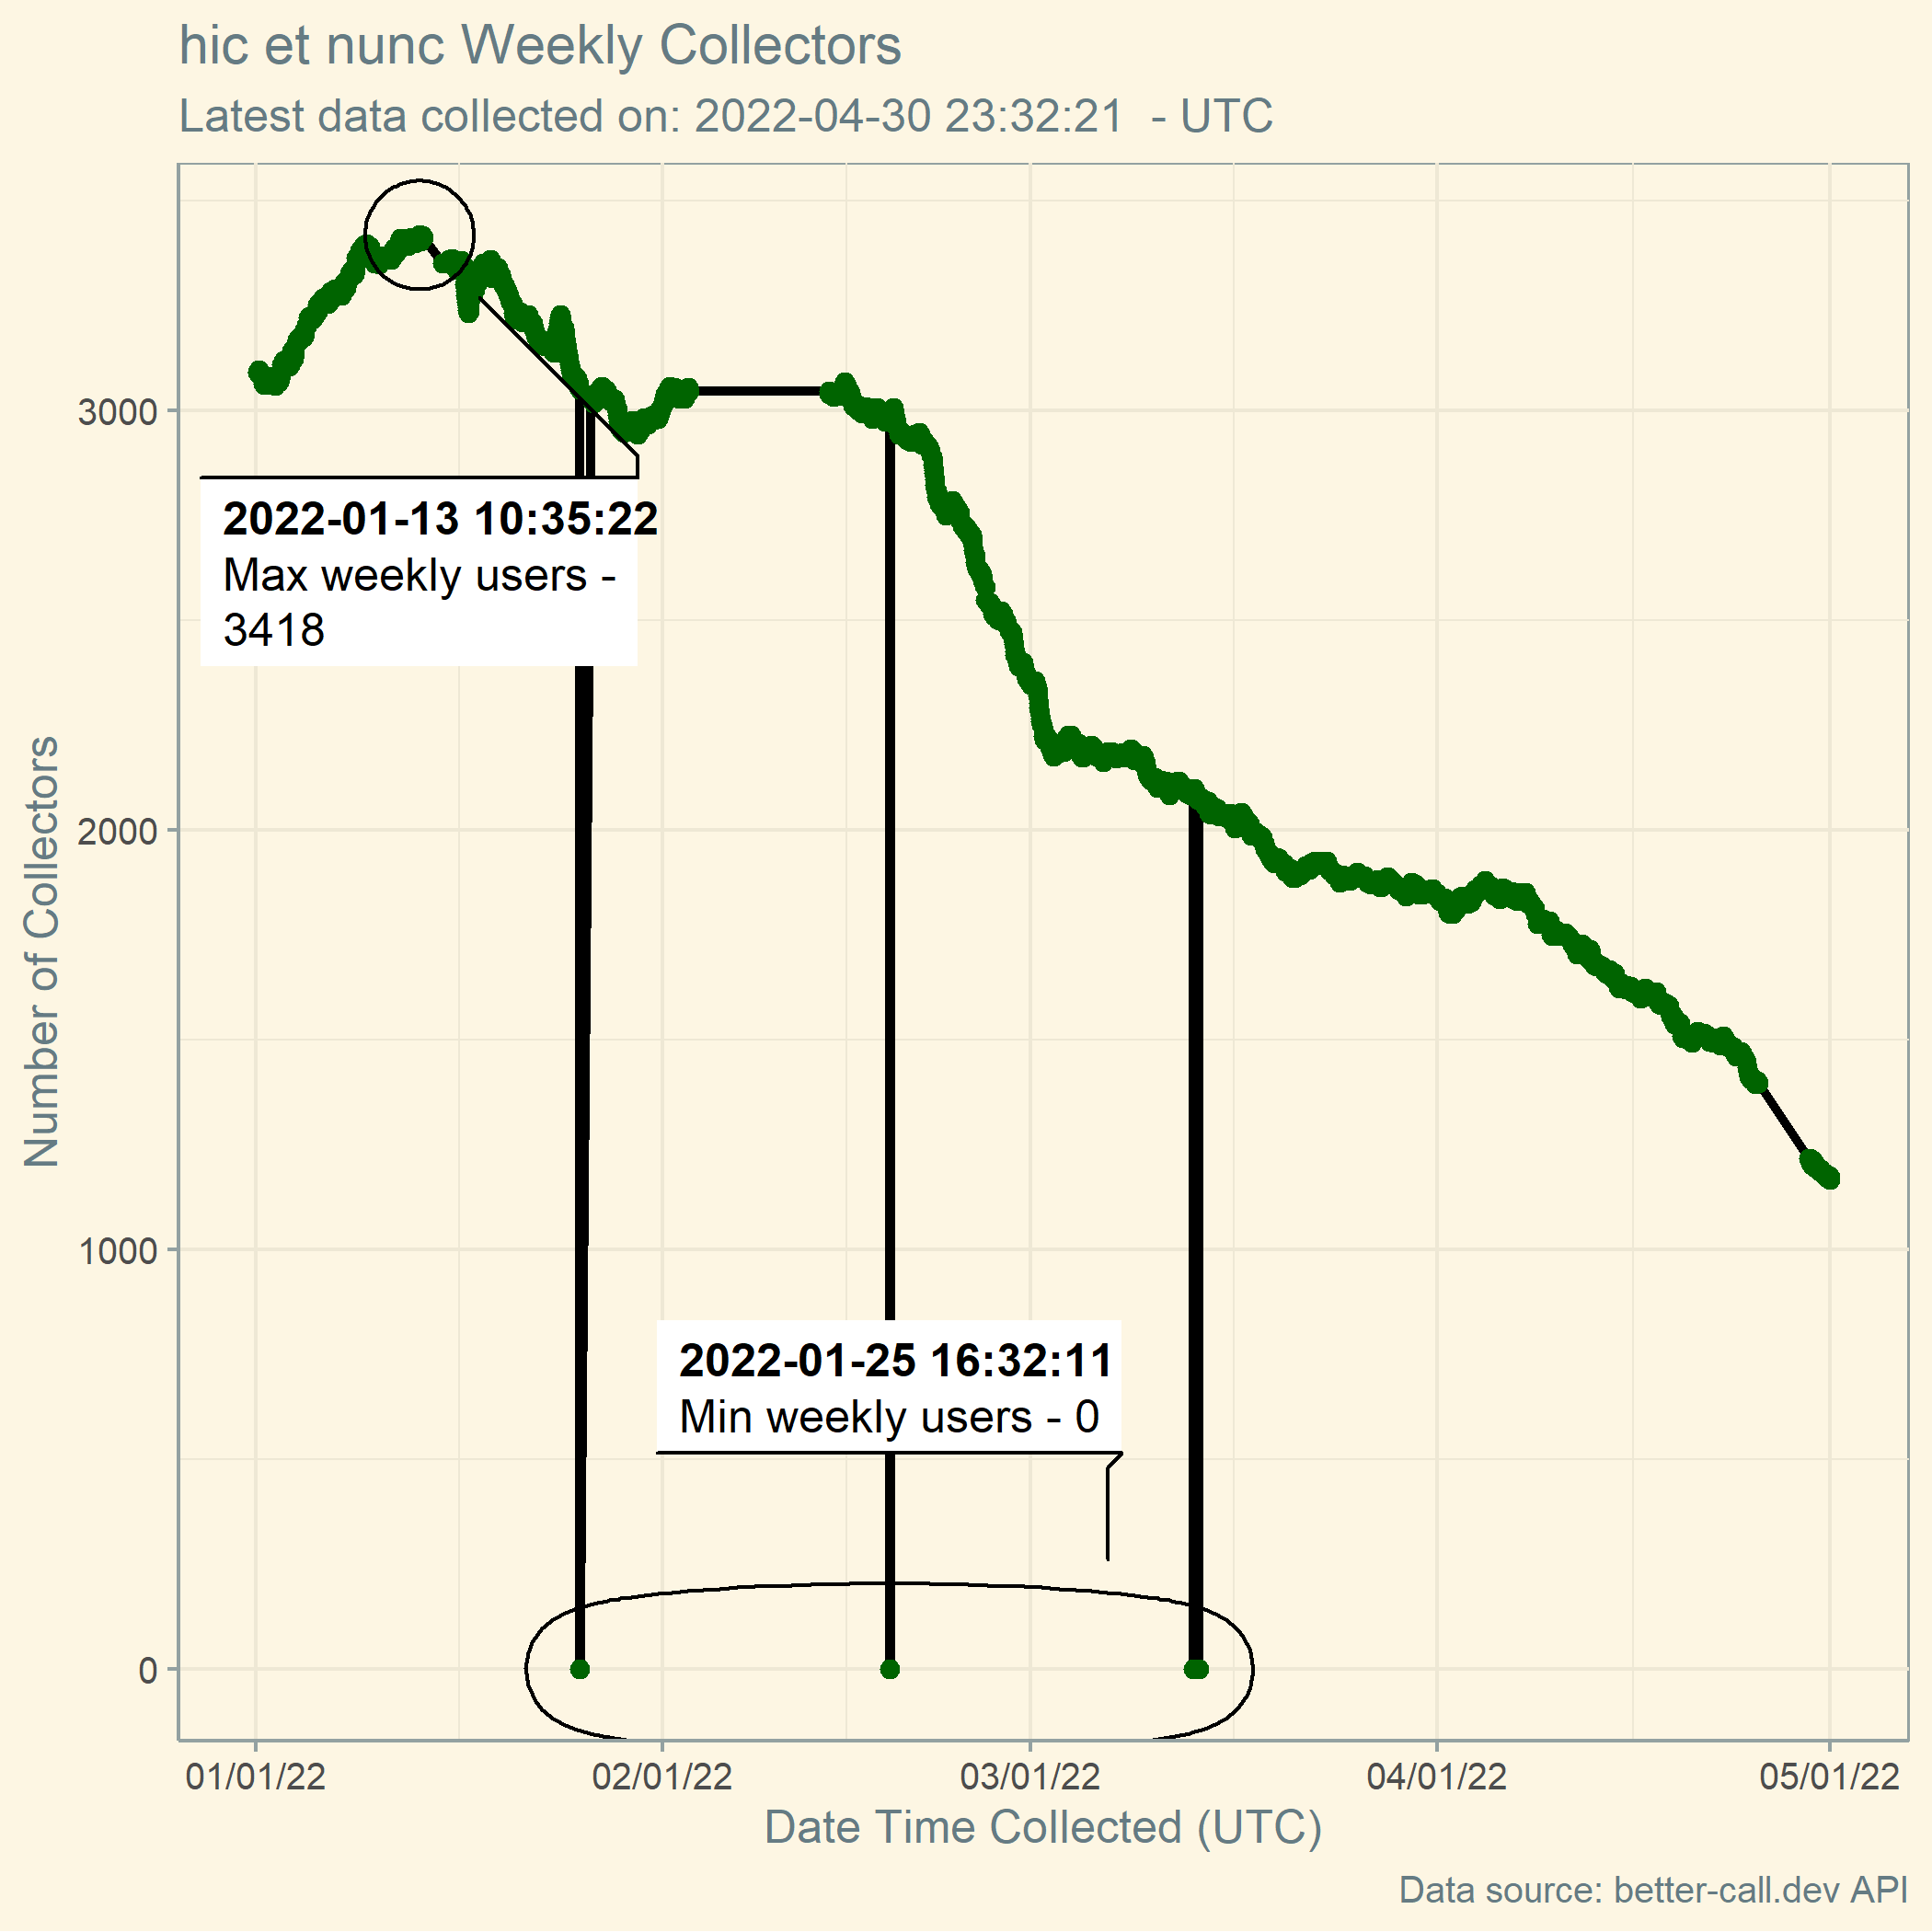 hic et nunc Weekly Collectors
Latest data collected on: 2022-04-30 23:32:21  - UTC
Number of Collectors
3000
2000
1000
0
2022-01-13 10:35:22
Max weekly users -
3418
2022-01-25 16:32:11
Min weekly users - 0
01/01/22
02/01/22
03/01/22
04/01/22
05/01/22
Date Time Collected (UTC)
Data source: better-call.dev API